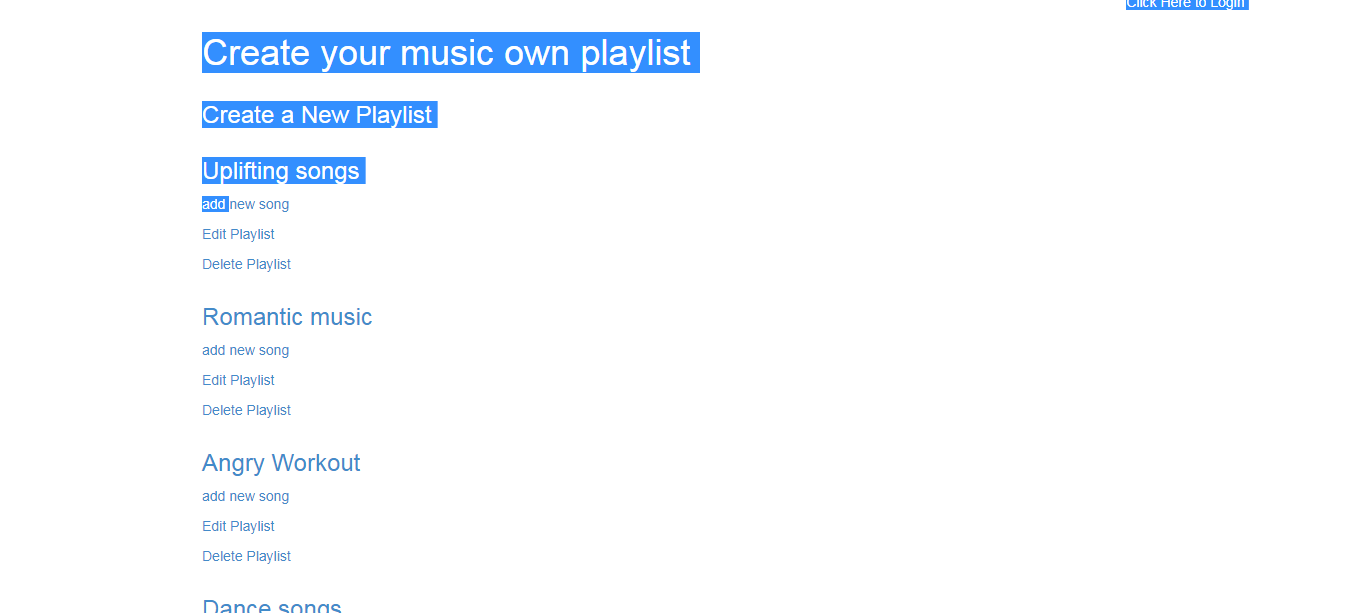 Click Here to Login
Create your music own playlist
Create a New Playlist
Uplifting songs
add new song
Edit Playlist
Delete Playlist
Romantic music
add new song
Edit Playlist
Delete Playlist
Angry Workout
add new song
Edit Playlist
Delete Playlist
Dance songs